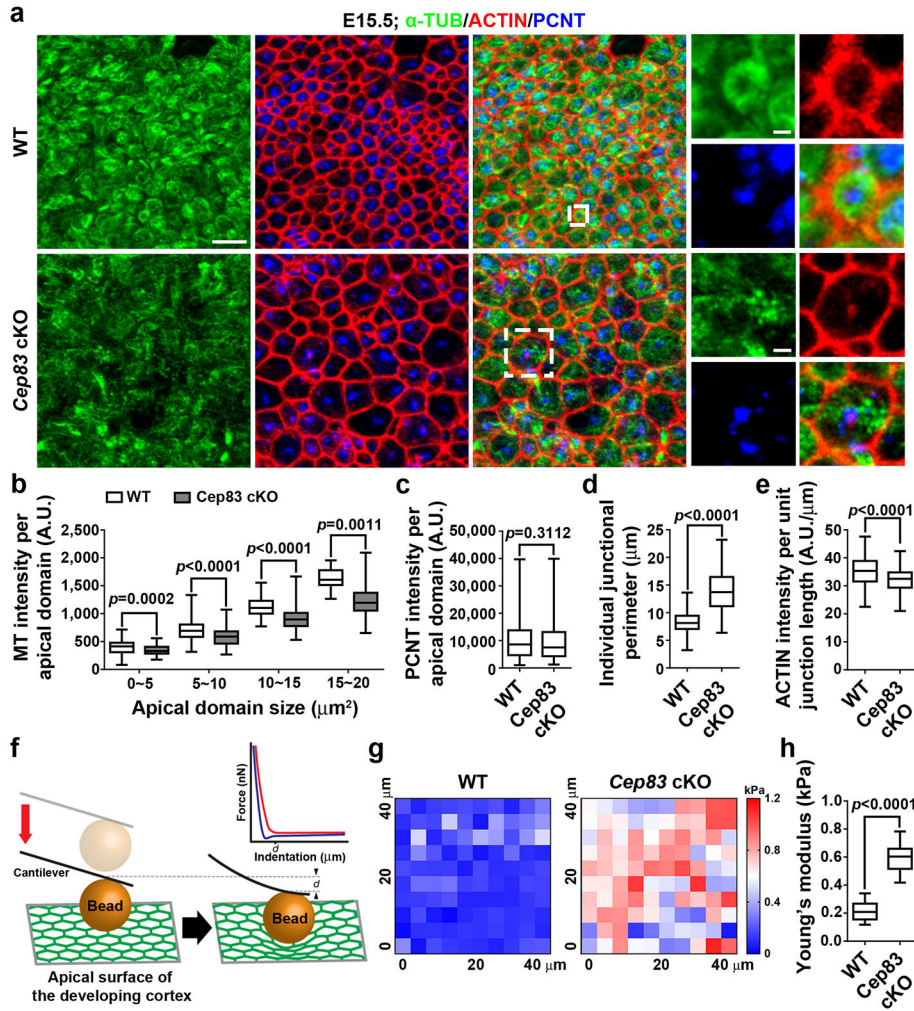 a
E15.5; α-TUB/ACTIN/PCNT
WT
Cep83 cKO
b
WT
Cep83 cKO
MT intensity per
apical domain (A.U.)
2,500
2,000
1,500
1,000
500
0
p=0.0002
p<0.0001
p<0.0001
p=0.0011
0~5
5~10
10~15
15~20
Apical domain size (μm²)
c
PCNT intensity per
apical domain (A.U.)
50,000
40,000
30,000
20,000
10,000
0
p=0.3112
WT
Cep83
cKO
d
Individual junctional
perimeter (μm)
25
20
15
10
5
0
p<0.0001
WT
Cep83
cKO
e
ACTIN intensity per unit
junction length (A.U./μm)
50
40
30
20
10
0
p<0.0001
WT
Cep83
cKO
f
Cantilever
Bead
Bead
Apical surface of
the developing cortex
Force (nN)
d
Indentation (μm)
d
g
WT
Cep83 cKO
μm
40
20
0
0
20
40 μm
μm
40
20
0
0
20
40 μm
kPa
1.2
0.8
0.4
0
h
Young's modulus (kPa)
1.0
0.8
0.6
0.4
0.2
0.0
p<0.0001
WT
Cep83
cKO